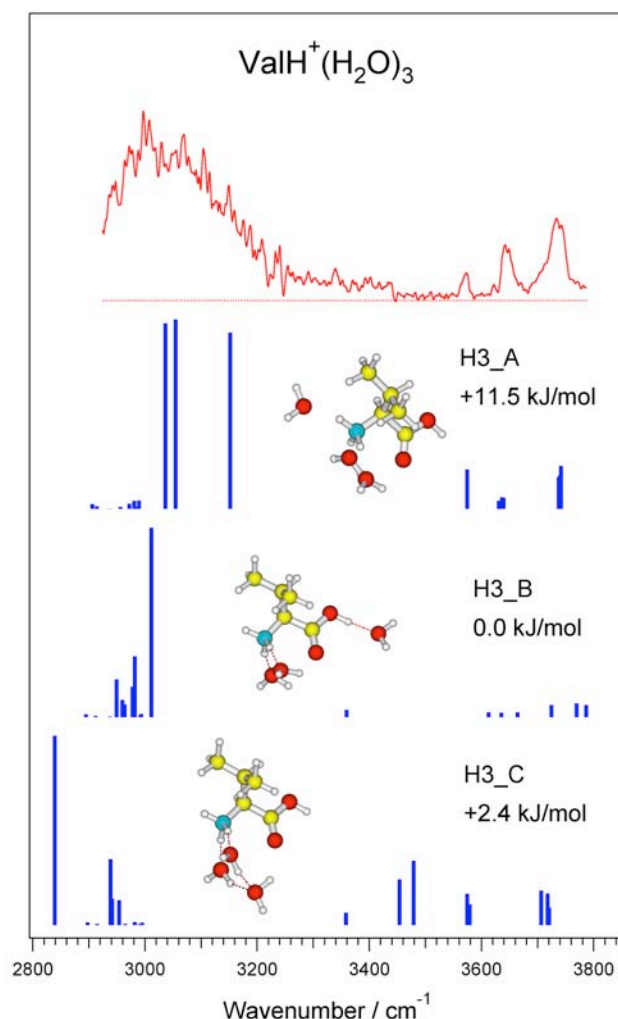 ValH⁺(H₂O)₃
H3_A
+11.5 kJ/mol
H3_B
0.0 kJ/mol
H3_C
+2.4 kJ/mol
2800 3000 3200 3400 3600 3800
Wavenumber / cm⁻¹